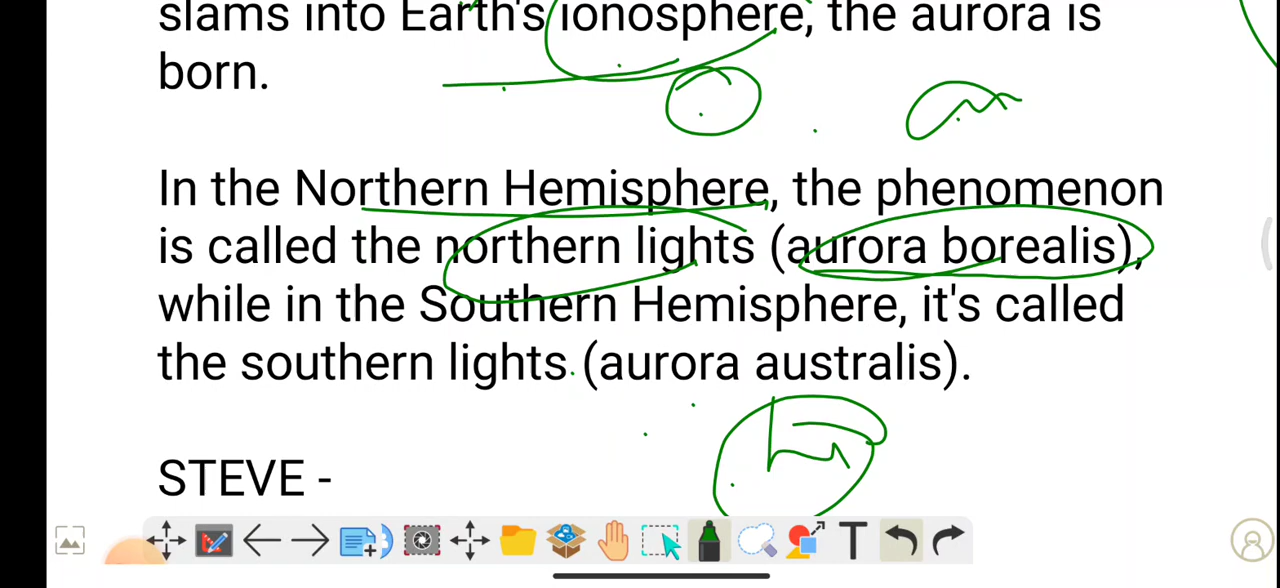 slams into Earth's ionosphere, the aurora is
born.
In the Northern Hemisphere, the phenomenon
is called the northern lights (aurora borealis),
while in the Southern Hemisphere, it's called
the southern lights (aurora australis).
STEVE -
T